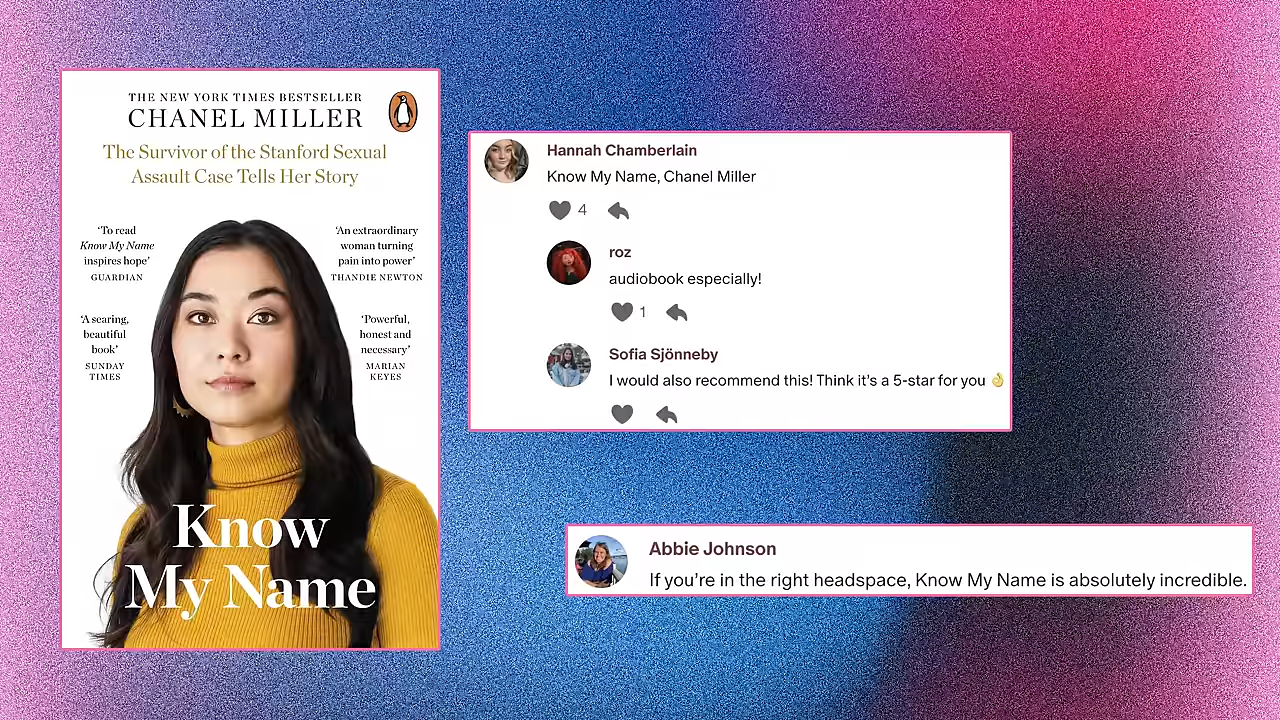 THE NEW YORK TIMES BESTSELLER
CHANEL MILLER
The Survivor of the Stanford Sexual
Assault Case Tells Her Story
‘To read
Know My Name
inspires hope’
GUARDIAN
‘An extraordinary
woman turning
pain into power’
THANDIE NEWTON
‘A searing,
beautiful
book’
SUNDAY
TIMES
‘Powerful,
honest and
necessary’
MARIAN
KEYES
Know
My Name
Hannah Chamberlain
Know My Name, Chanel Miller
4
roz
audiobook especially!
1
Sofia Sjönneby
I would also recommend this! Think it’s a 5-star for you 👌
Abbie Johnson
If you’re in the right headspace, Know My Name is absolutely incredible.